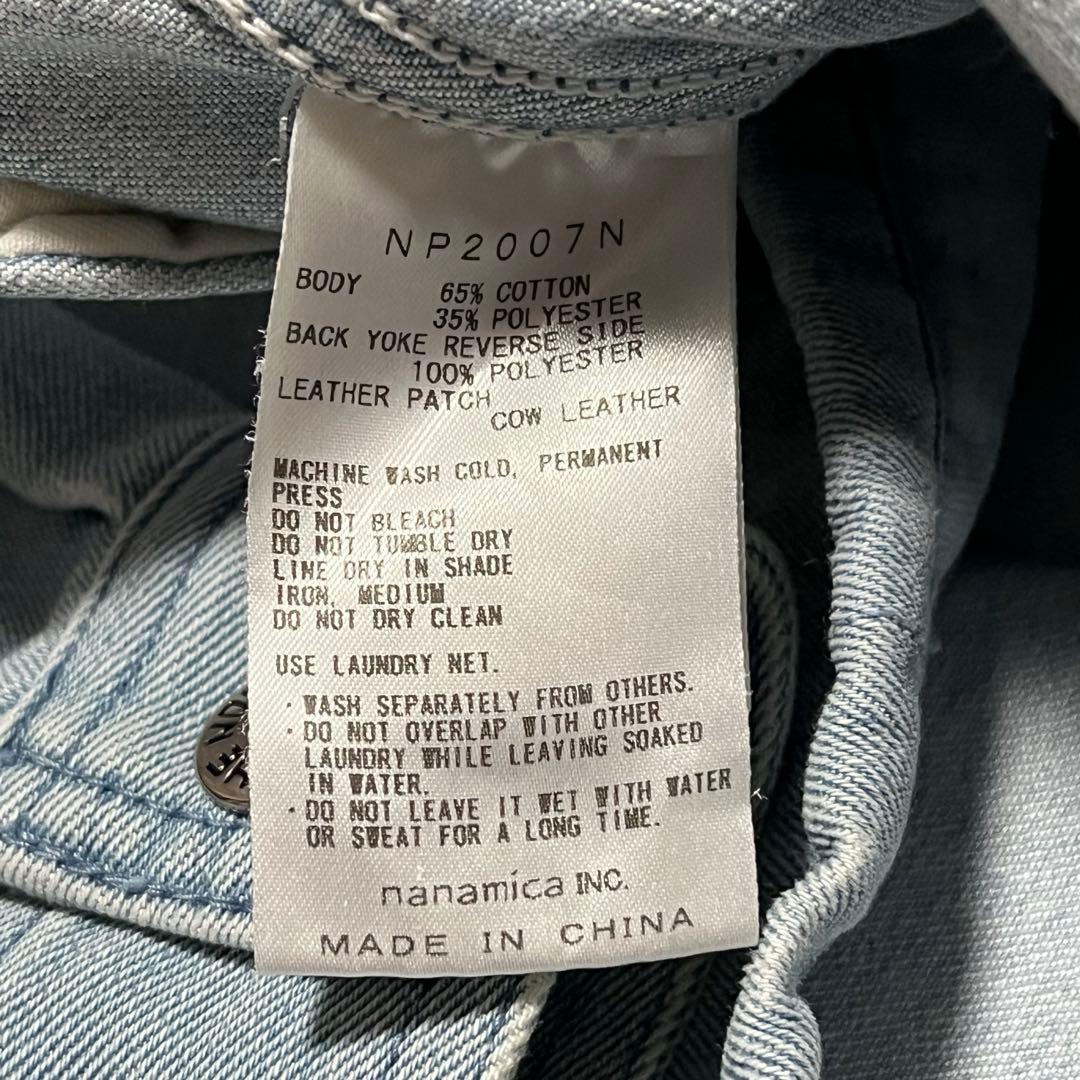 NP2007N
BODY 65% COTTON
35% POLYESTER
BACK YOKE REVERSE SIDE
100% POLYESTER
LEATHER PATCH
COW LEATHER
MACHINE WASH COLD, PERMANENT
PRESS
DO NOT BLEACH
DO NOT TUMBLE DRY
LINE DRY IN SHADE
IRON, MEDIUM
DO NOT DRY CLEAN
USE LAUNDRY NET.
・WASH SEPARATELY FROM OTHERS.
・DO NOT OVERLAP WITH OTHER
LAUNDRY WHILE LEAVING SOAKED
IN WATER.
・DO NOT LEAVE IT WET WITH WATER
OR SWEAT FOR A LONG TIME.
nanamica INC.
MADE IN CHINA